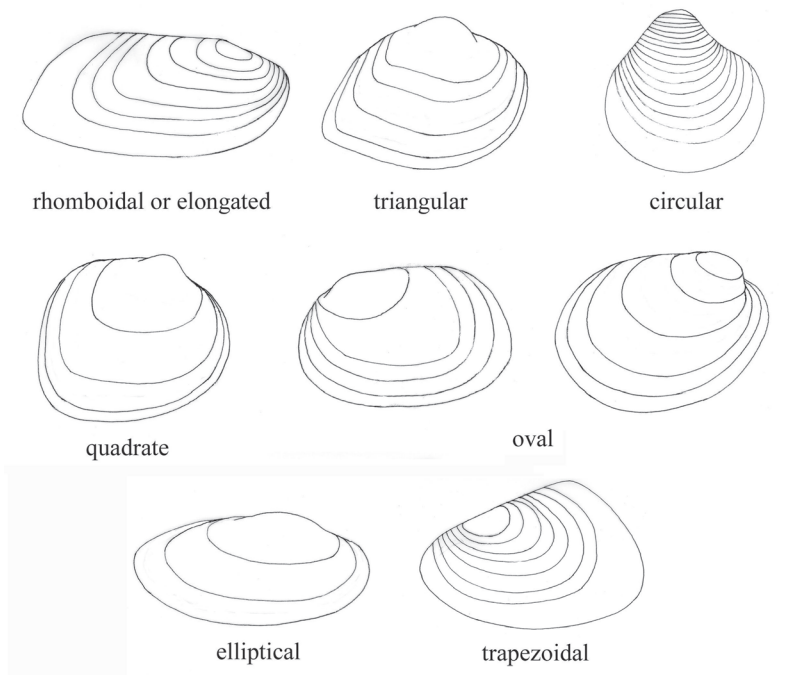 rhomboidal or elongated
triangular
circular
quadrate
oval
elliptical
trapezoidal